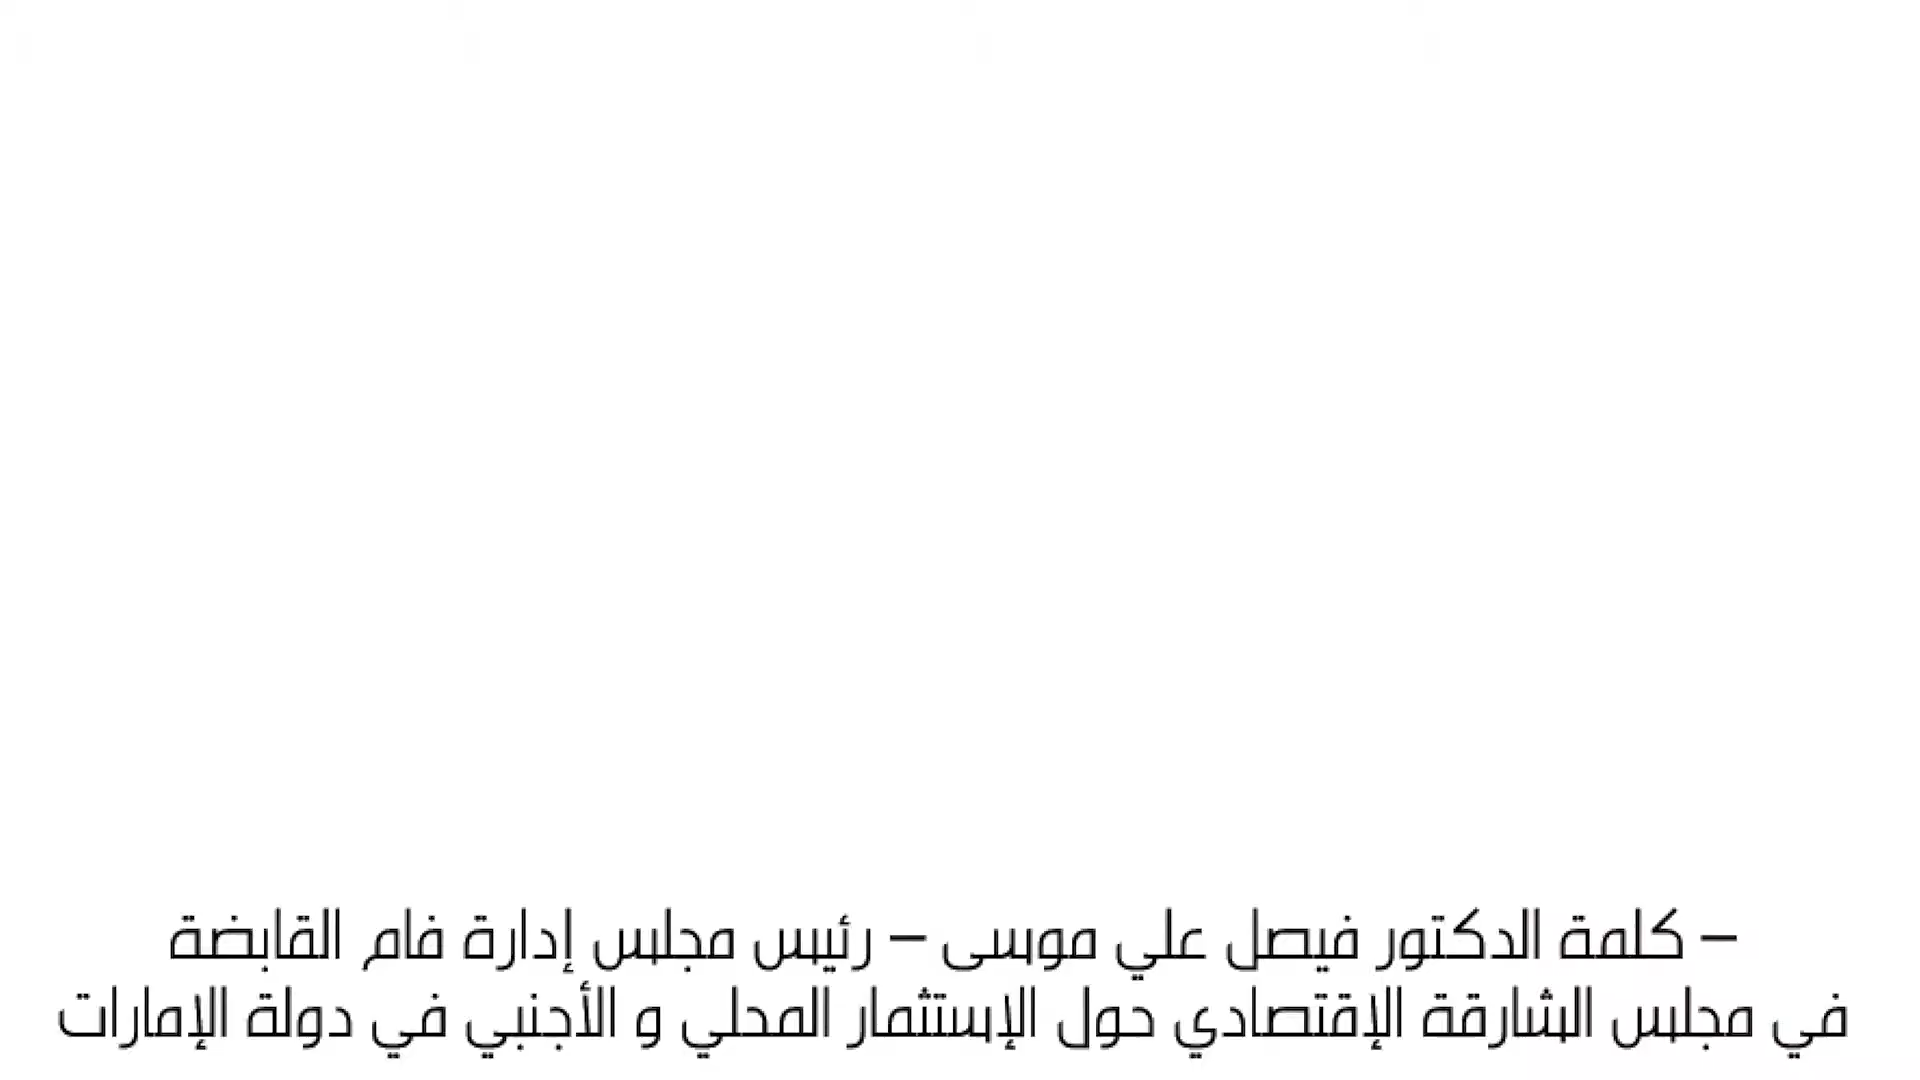 – كلمة الدكتور فيصل علي موسى – رئيس مجلس إدارة فام القابضة
في مجلس الشارقة الإقتصادي حول الإستثمار المحلي و الأجنبي في دولة الإمارات